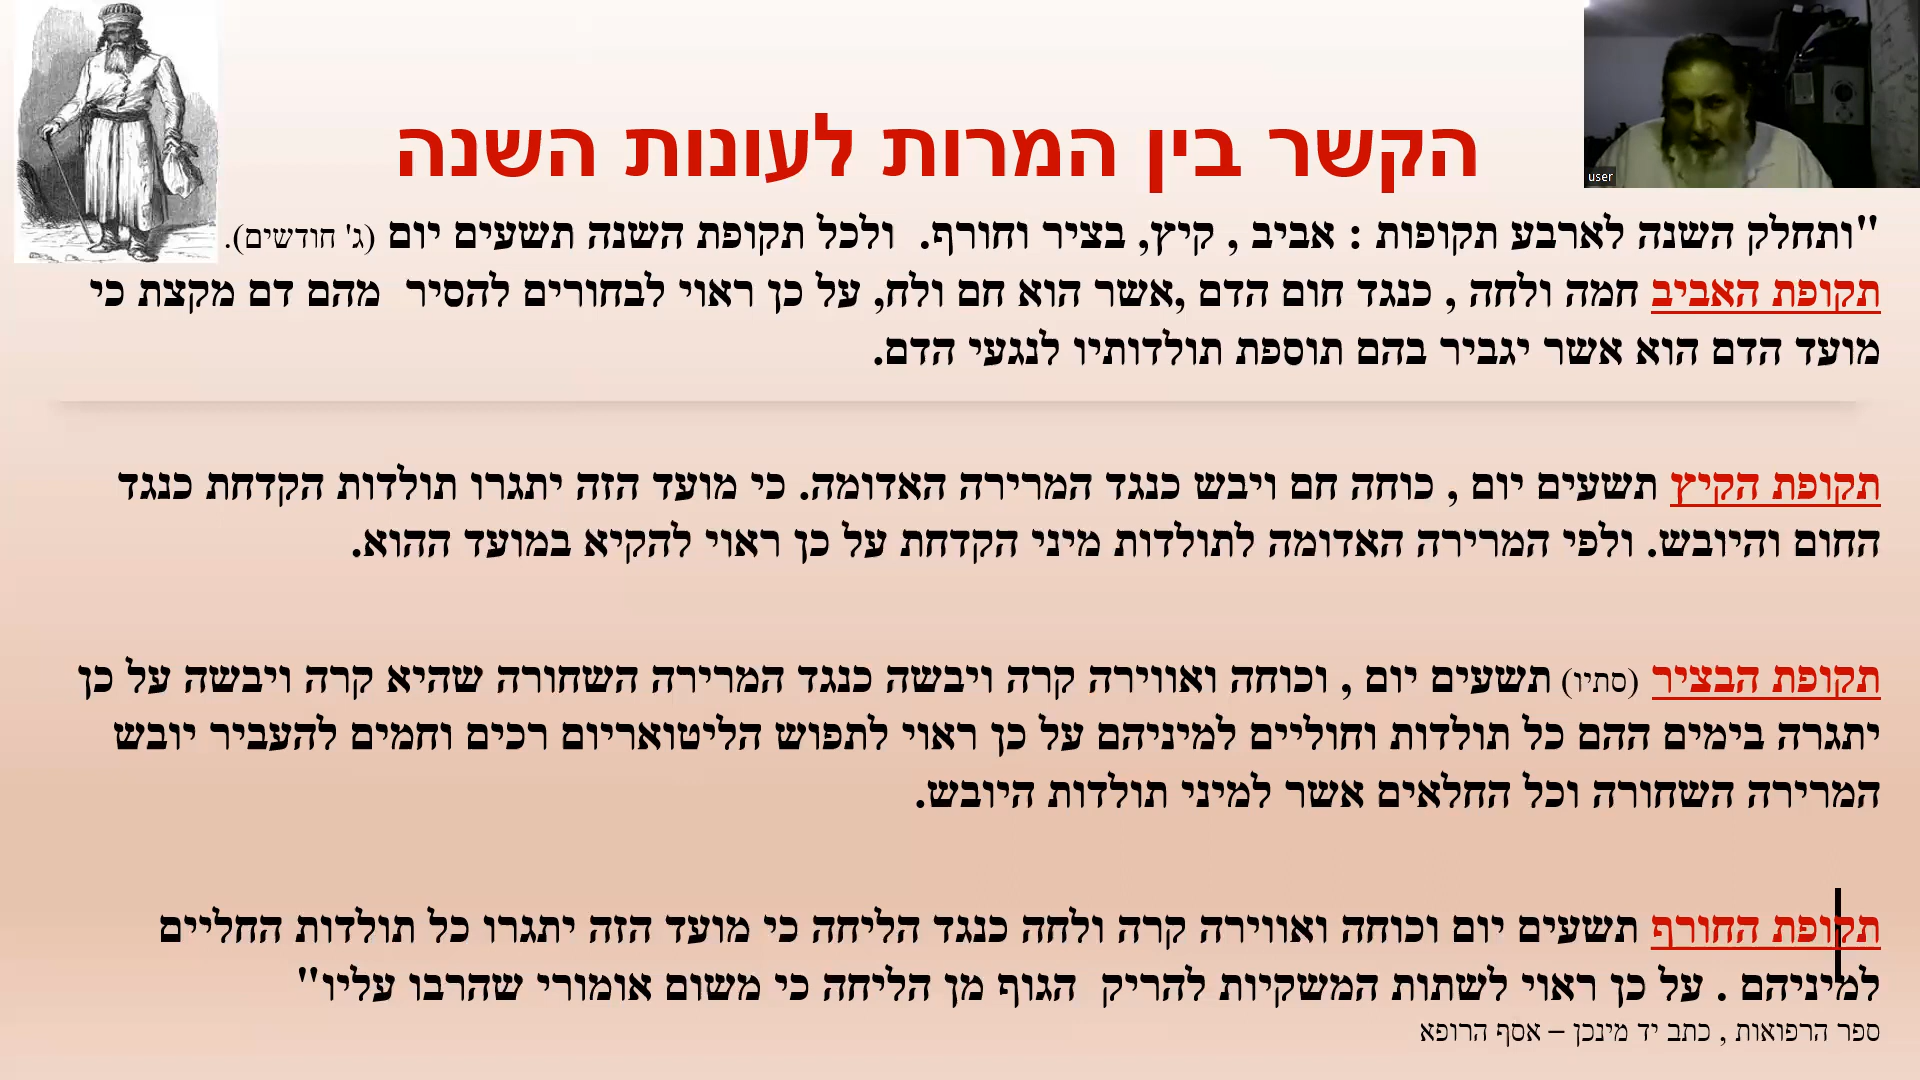 הקשר בין המרות לעונות השנה
user
"ותחלק השנה לארבע תקופות : אביב , קיץ, בציר וחורף. ולכל תקופת השנה תשעים יום (ג' חודשים).
תקופת האביב חמה ולחה , כנגד חום הדם ,אשר הוא חם ולח, על כן ראוי לבחורים להסיר מהם דם מקצת כי
מועד הדם הוא אשר יגביר בהם תוספת תולדותיו לנגעי הדם.
תקופת הקיץ תשעים יום , כוחה חם ויבש כנגד המרירה האדומה. כי מועד הזה יתגרו תולדות הקדחת כנגד
החום והיובש. ולפי המרירה האדומה לתולדות מיני הקדחת על כן ראוי להקיא במועד ההוא.
תקופת הבציר (סתיו) תשעים יום , וכוחה ואווירה קרה ויבשה כנגד המרירה השחורה שהיא קרה ויבשה על כן
יתגרה בימים ההם כל תולדות וחוליים למיניהם על כן ראוי לתפוש הליטואריום רכים וחמים להעביר יובש
המרירה השחורה וכל החלאים אשר למיני תולדות היובש.
תקופת החורף תשעים יום וכוחה ואווירה קרה ולחה כנגד הליחה כי מועד הזה יתגרו כל תולדות החליים
למיניהם . על כן ראוי לשתות המשקיות להריק הגוף מן הליחה כי משום אומורי שהרבו עליו"
ספר הרפואות , כתב יד מינכן – אסף הרופא